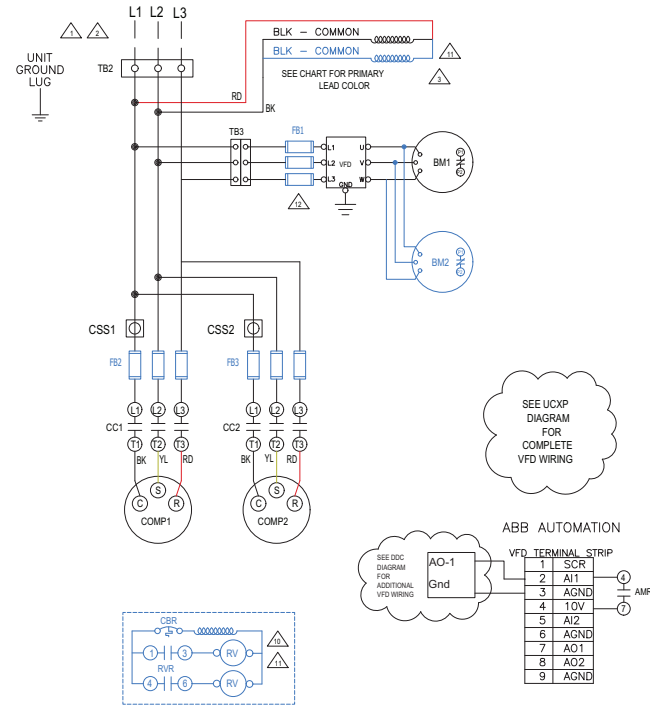 L1 L2 L3
1 2
UNIT
GROUND
LUG
TB2
BLK - COMMON
BLK - COMMON
11
SEE CHART FOR PRIMARY
LEAD COLOR
3
RD
BK
TB3
FB1
L1 U
L2 VFD V
L3 W
GND
12
BM1
P1
P2
BM2
P1
P2
CSS1
CSS2
FB2
FB3
L1 L2 L3
L1 L2 L3
CC1
CC2
T1 T2 T3
T1 T2 T3
BK YL RD
BK YL RD
C S R
C S R
COMP1
COMP2
SEE UCXP
DIAGRAM
FOR
COMPLETE
VFD WIRING
ABB AUTOMATION
VFD TERMINAL STRIP
SEE DDC
DIAGRAM
FOR
ADDITIONAL
VFD WIRING
AO-1
Gnd
1 SCR
2 AI1
3 AGND
4 10V
5 AI2
6 AGND
7 AO1
8 AO2
9 AGND
4
AMR
7
CBR
1 3 RV
RVR
4 6 RV
10
11